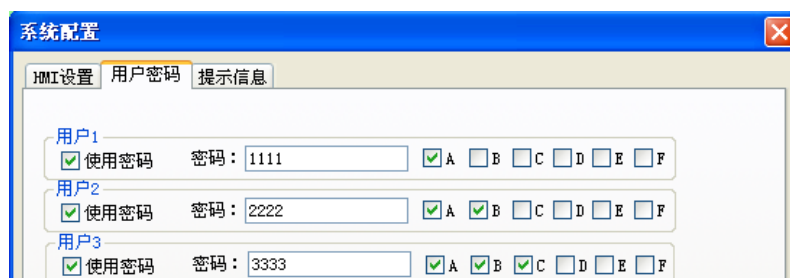 系统配置
HMI设置 用户密码 提示信息
用户1
使用密码 密码：1111 A B C D E F
用户2
使用密码 密码：2222 A B C D E F
用户3
使用密码 密码：3333 A B C D E F